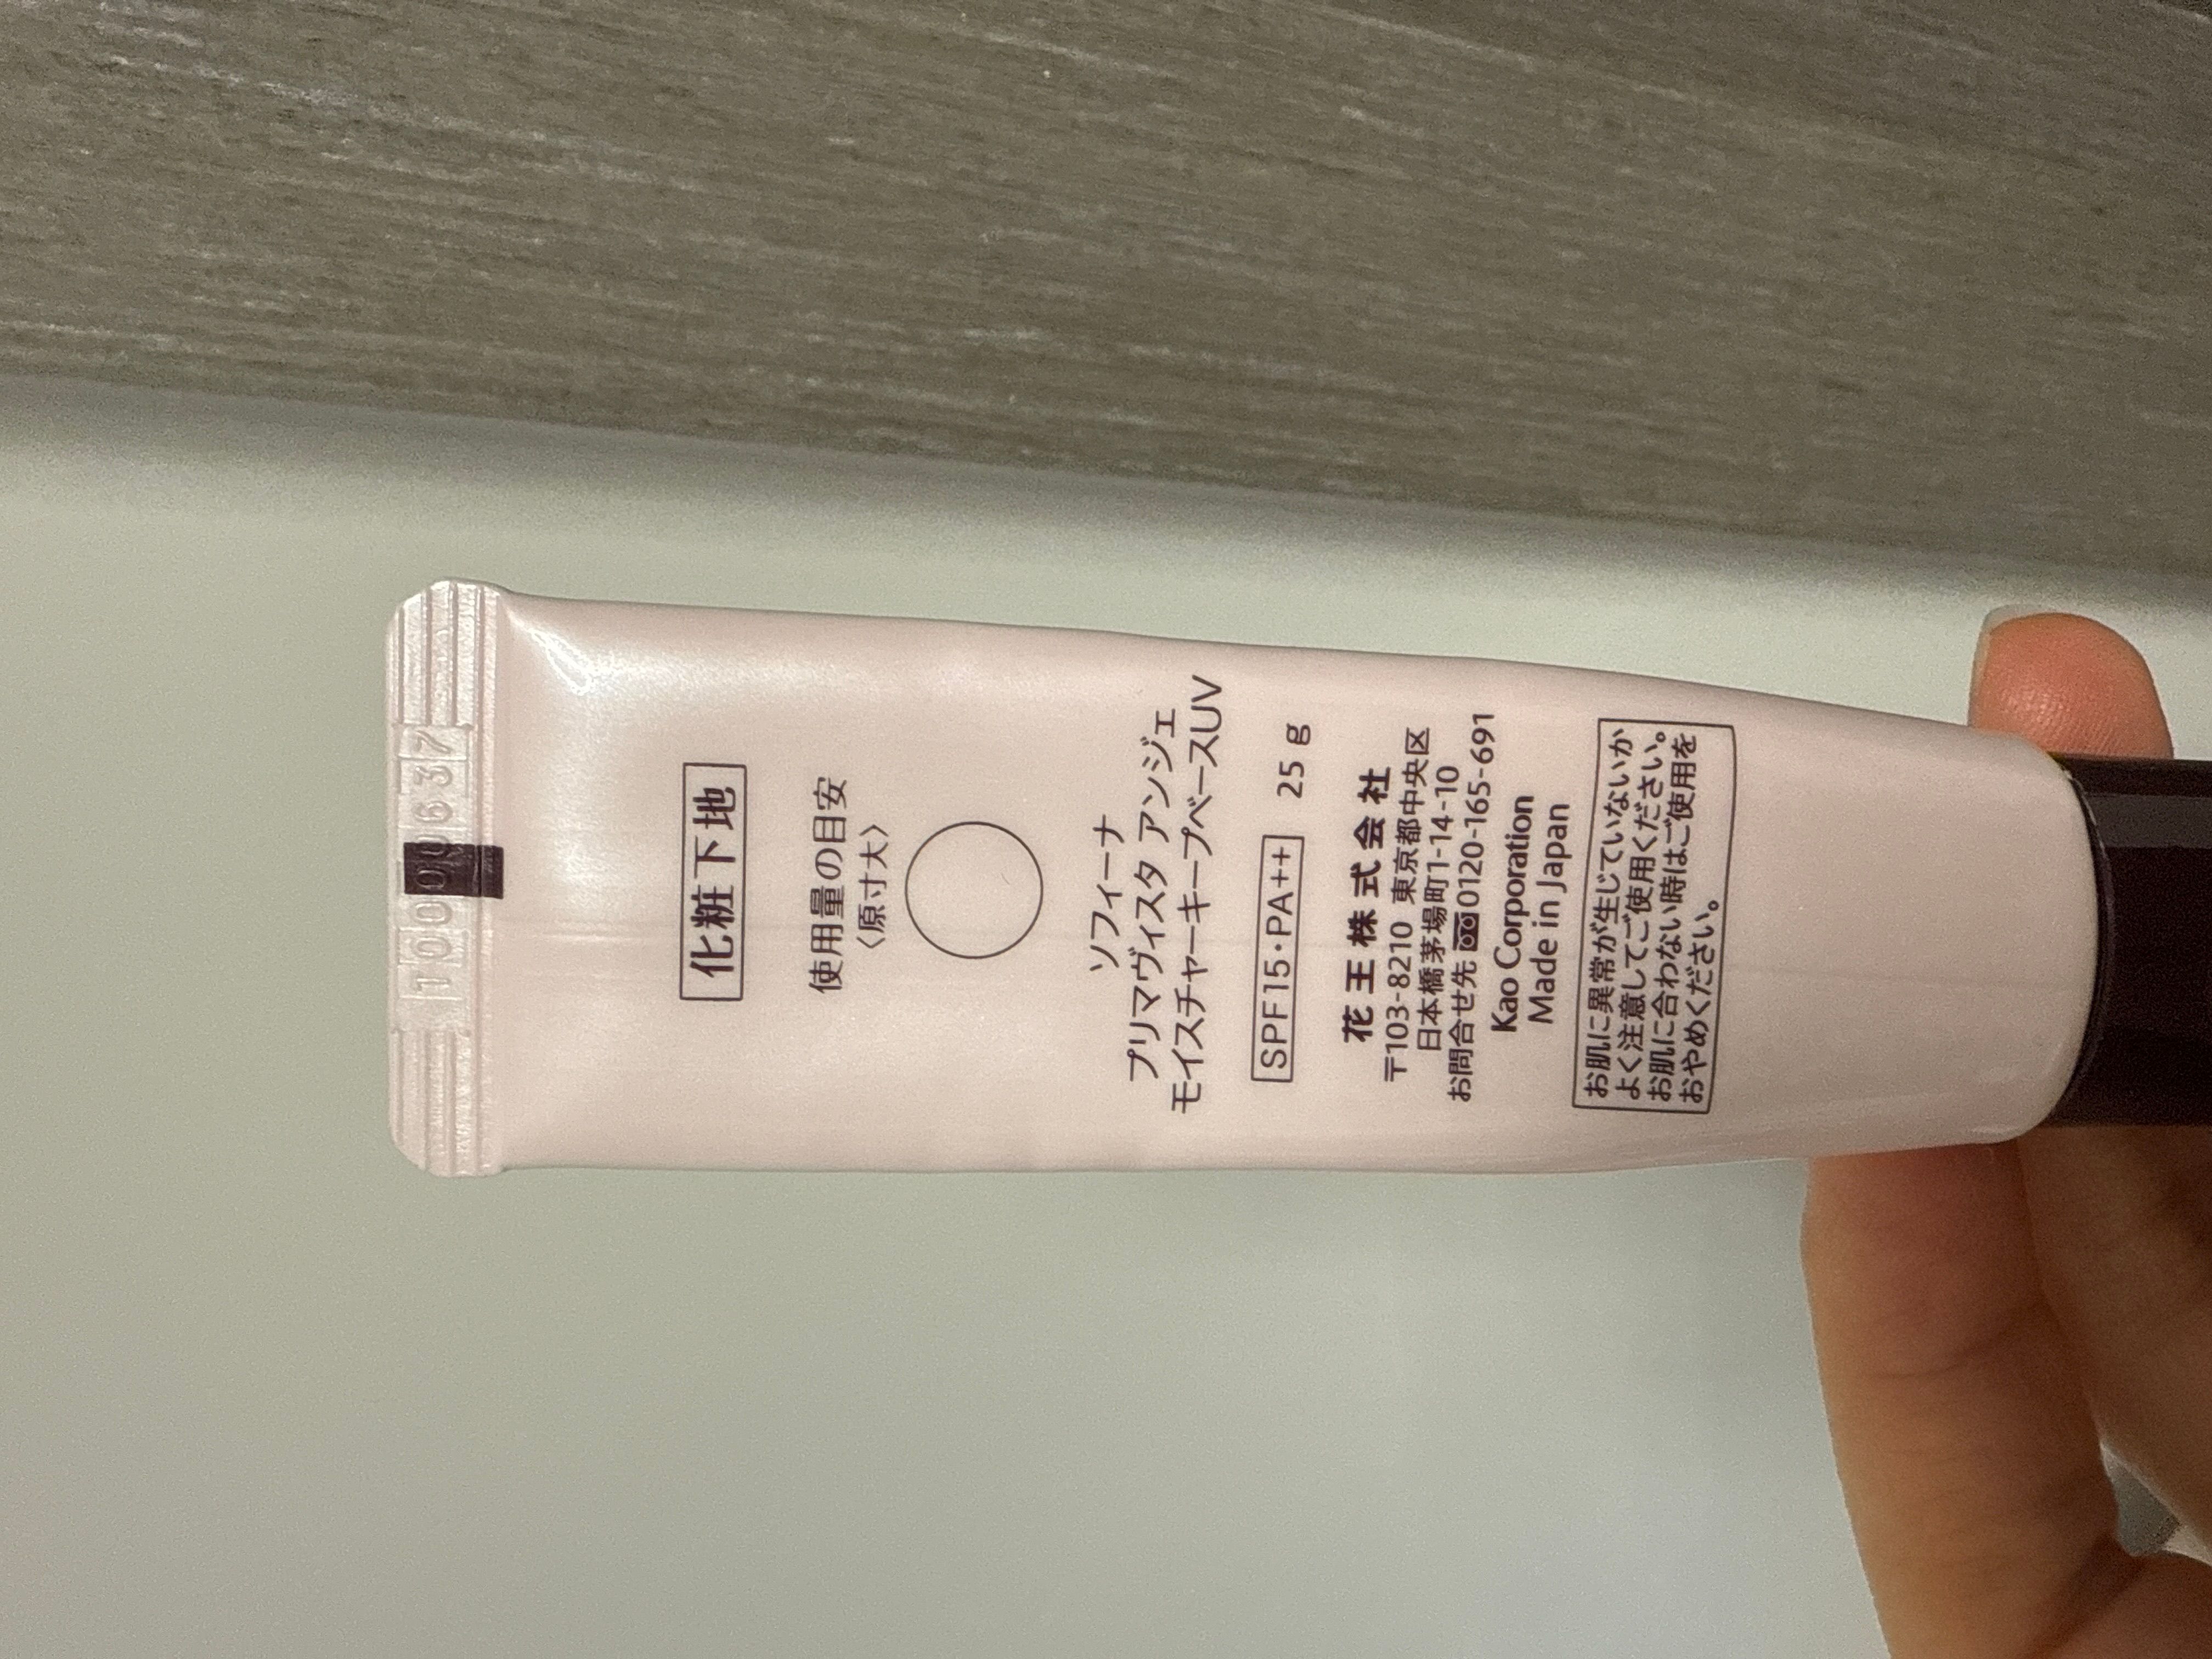 1000637
化粧下地
使用量の目安
〈原寸大〉
ソフィーナ
プリマヴィスタ アンジェ
モイスチャーキープベースUV
SPF15・PA++ 25 g
花王株式会社
〒103-8210 東京都中央区
日本橋茅場町1-14-10
お問合せ先 0120-165-691
Kao Corporation
Made in Japan
お肌に異常が生じていないか
よく注意してご使用ください。
お肌に合わない時はご使用を
おやめください。